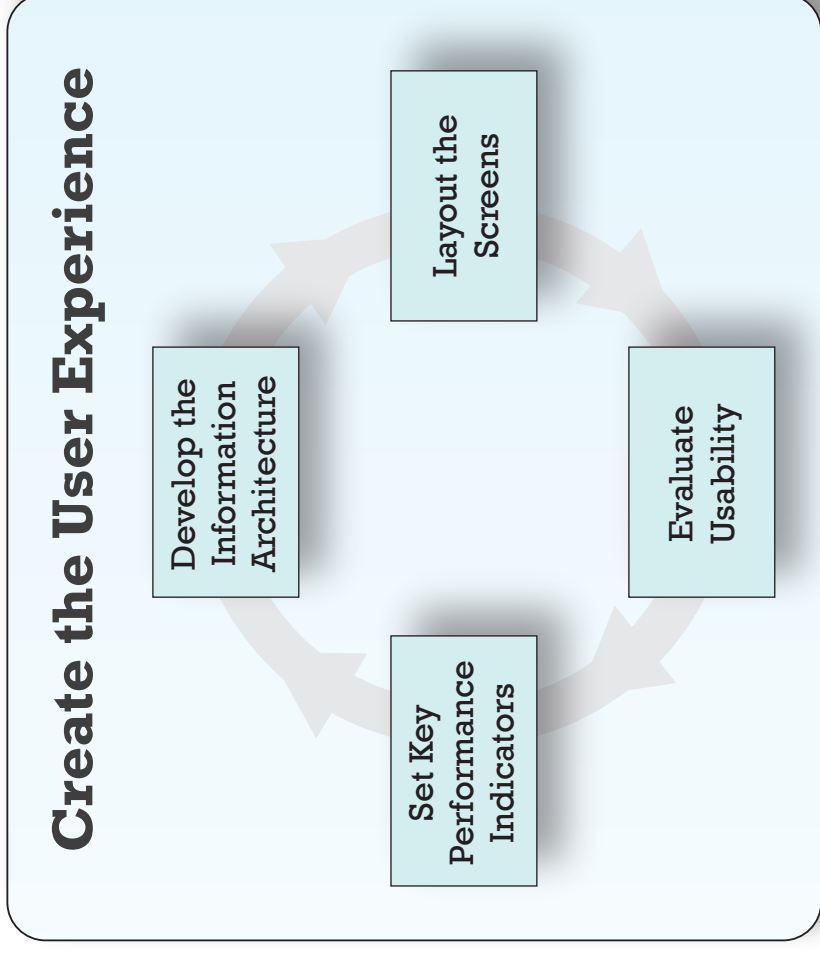 Create the User Experience
Develop the
Information
Architecture
Layout the
Screens
Evaluate
Usability
Set Key
Performance
Indicators